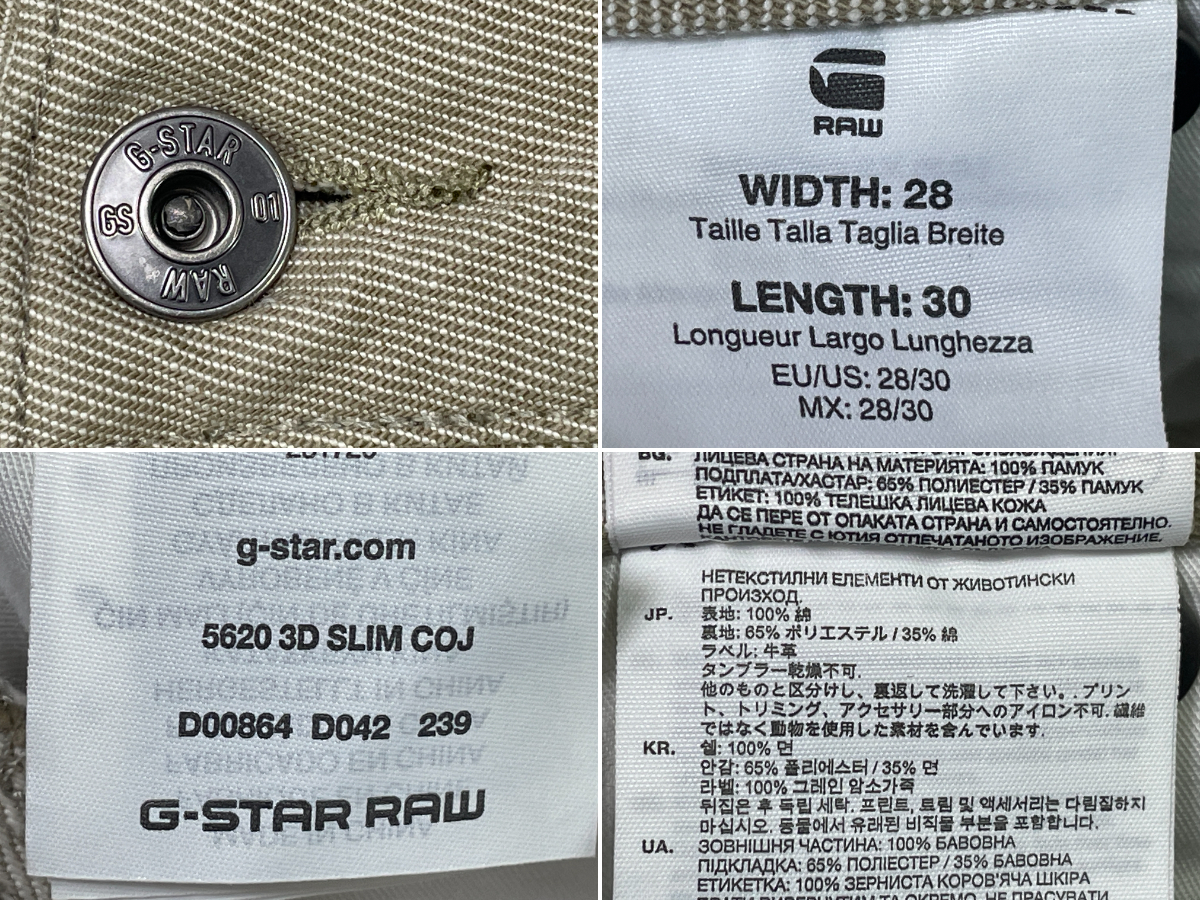 G-STAR
GS 01
RAW
RAW
WIDTH: 28
Taille Talla Taglia Breite
LENGTH: 30
Longueur Largo Lunghezza
EU/US: 28/30
MX: 28/30
g-star.com
5620 3D SLIM COJ
D00864 D042 239
G-STAR RAW
BG.
ЛИЦЕВА СТРАНА НА МАТЕРИЯТА: 100% ПАМУК
ПОДПЛАТА/ХАСТАР: 65% ПОЛИЕСТЕР / 35% ПАМУК
ЕТИКЕТ: 100% ТЕЛЕШКА ЛИЦЕВА КОЖА
ДА СЕ ПЕРЕ ОТ ОПАКАТА СТРАНА И САМОСТОЯТЕЛНО.
НЕ ГЛАДЕТЕ С ЮТИЯ ОТПЕЧАТАНОТО ИЗОБРАЖЕНИЕ,
НЕТЕКСТИЛНИ ЕЛЕМЕНТИ ОТ ЖИВОТИНСКИ
ПРОИЗХОД.
JP. 表地: 100% 綿
裏地: 65% ポリエステル / 35% 綿
ラベル: 牛革
タンブラー乾燥不可.
他のものと区分けし、裏返して洗濯して下さい。. プリン
ト、トリミング、アクセサリー部分へのアイロン不可. 繊維
ではなく動物を使用した素材を含んでいます.
KR. 쉘: 100% 면
안감: 65% 폴리에스터 / 35% 면
라벨: 100% 그레인 암소가죽
뒤집은 후 독립 세탁. 프린트, 트림 및 액세서리는 다림질하지
마십시오. 동물에서 유래된 비직물 부분을 포함합니다.
UA. ЗОВНІШНЯ ЧАСТИНА: 100% БАВОВНА
ПІДКЛАДКА: 65% ПОЛІЕСТЕР / 35% БАВОВНА
ЕТИКЕТКА: 100% ЗЕРНИСТА КОРОВ'ЯЧА ШКІРА